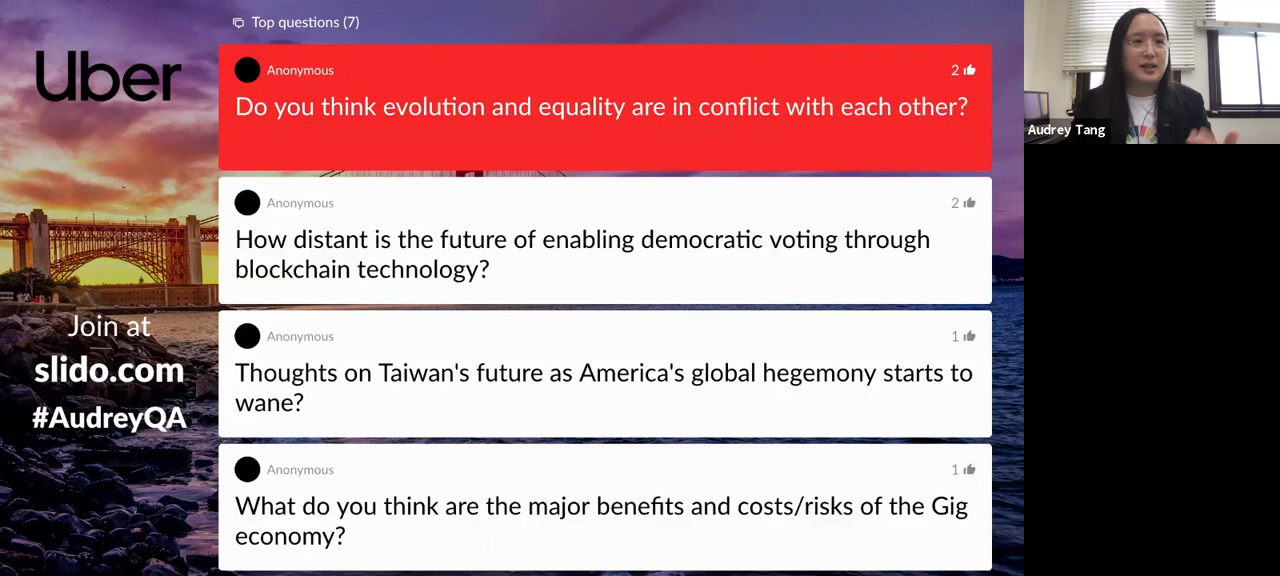 Top questions (7)
Uber
Anonymous
2
Do you think evolution and equality are in conflict with each other?
Anonymous
2
How distant is the future of enabling democratic voting through
blockchain technology?
Join at
slido.com
#AudreyQA
Anonymous
1
Thoughts on Taiwan's future as America's global hegemony starts to
wane?
Anonymous
1
What do you think are the major benefits and costs/risks of the Gig
economy?
Audrey Tang